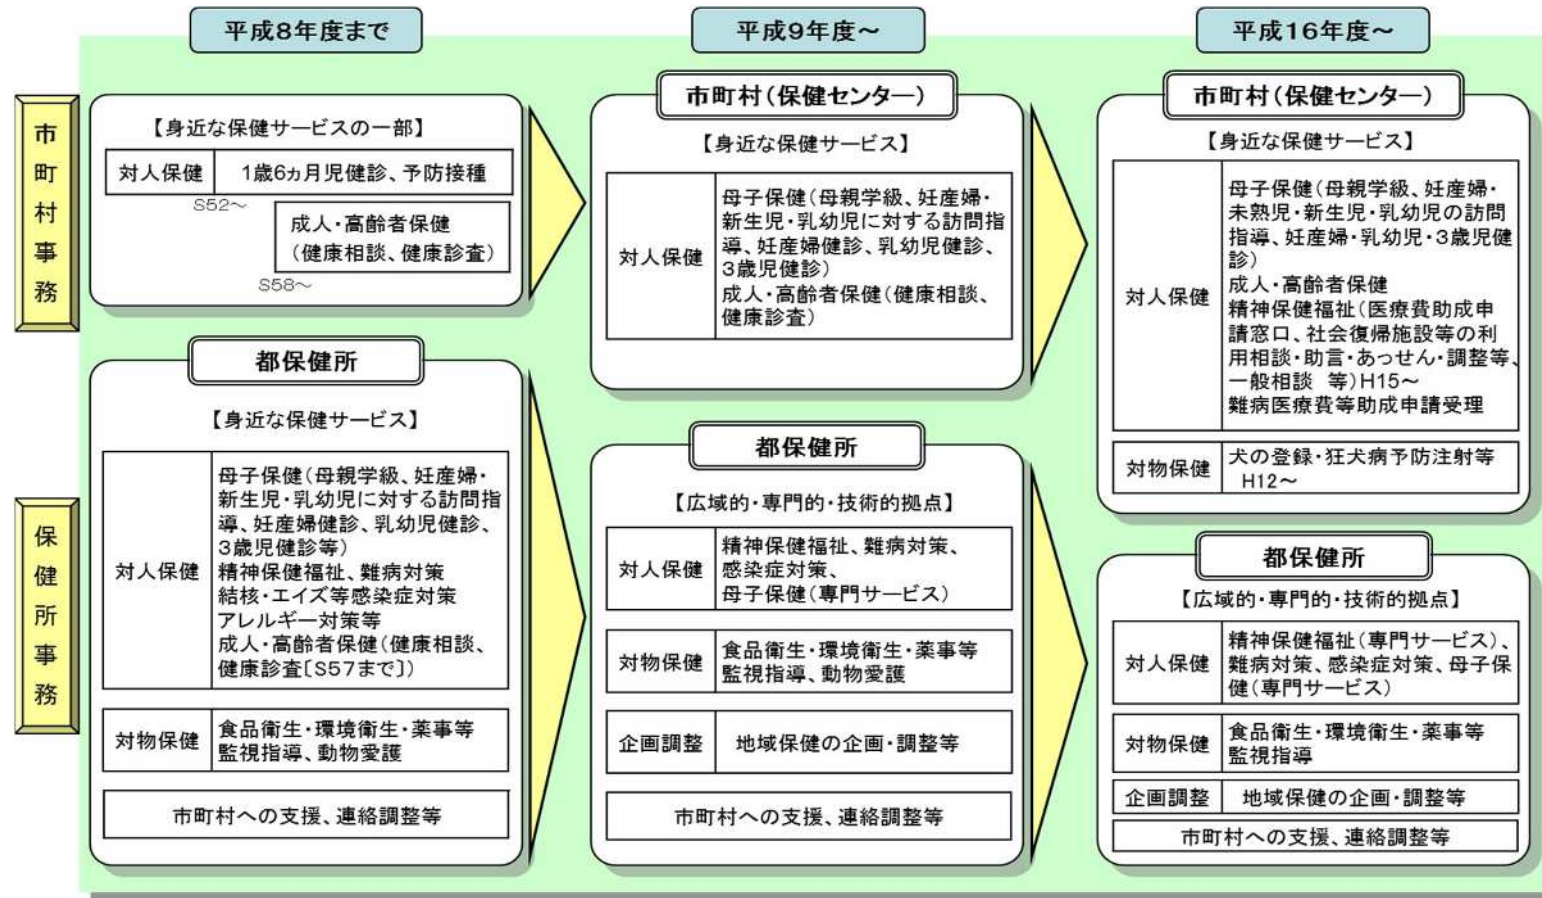 平成8年度まで
平成9年度～
平成16年度～
市町村事務
【身近な保健サービスの一部】
対人保健
1歳6ヵ月児健診、予防接種
S52～
成人・高齢者保健
(健康相談、健康診査)
S58～
都保健所
【身近な保健サービス】
保健所事務
対人保健
母子保健(母親学級、妊産婦・
新生児・乳幼児に対する訪問指
導、妊産婦健診、乳幼児健診、
3歳児健診等)
精神保健福祉、難病対策
結核・エイズ等感染症対策
アレルギー対策等
成人・高齢者保健(健康相談、
健康診査〔S57まで〕)
対物保健
食品衛生・環境衛生・薬事等
監視指導、動物愛護
市町村への支援、連絡調整等
市町村(保健センター)
【身近な保健サービス】
対人保健
母子保健(母親学級、妊産婦・
新生児・乳幼児に対する訪問指
導、妊産婦健診、乳幼児健診、
3歳児健診)
成人・高齢者保健(健康相談、
健康診査)
都保健所
【広域的・専門的・技術的拠点】
対人保健
精神保健福祉、難病対策、
感染症対策、
母子保健(専門サービス)
対物保健
食品衛生・環境衛生・薬事等
監視指導、動物愛護
企画調整
地域保健の企画・調整等
市町村への支援、連絡調整等
市町村(保健センター)
【身近な保健サービス】
対人保健
母子保健(母親学級、妊産婦・
未熟児・新生児・乳幼児の訪問
指導、妊産婦・乳幼児・3歳児健
診)
成人・高齢者保健
精神保健福祉(医療費助成申
請窓口、社会復帰施設等の利
用相談・助言・あっせん・調整等、
一般相談 等)H15～
難病医療費等助成申請受理
対物保健
犬の登録・狂犬病予防注射等
H12～
都保健所
【広域的・専門的・技術的拠点】
対人保健
精神保健福祉(専門サービス)、
難病対策、感染症対策、母子保
健(専門サービス)
対物保健
食品衛生・環境衛生・薬事等
監視指導
企画調整
地域保健の企画・調整等
市町村への支援、連絡調整等